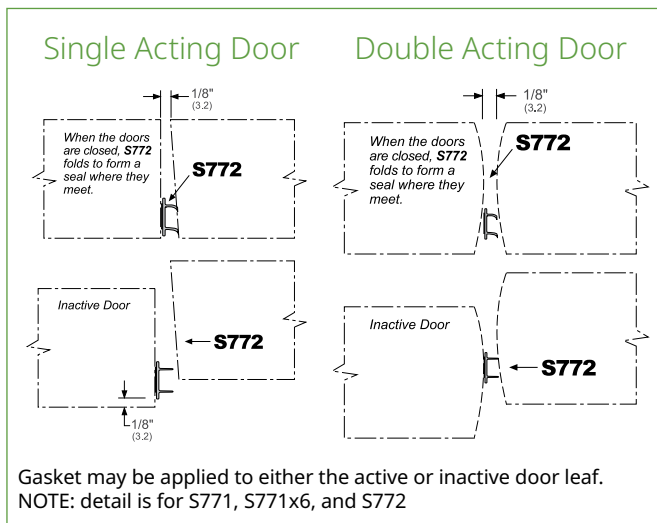 Single Acting Door
Double Acting Door
1/8"
(3.2)
When the doors
are closed, S772
folds to form a
seal where they
meet.
S772
1/8"
(3.2)
When the doors
are closed, S772
folds to form a
seal where they
meet.
S772
Inactive Door
S772
1/8"
(3.2)
Inactive Door
S772
Gasket may be applied to either the active or inactive door leaf.
NOTE: detail is for S771, S771x6, and S772